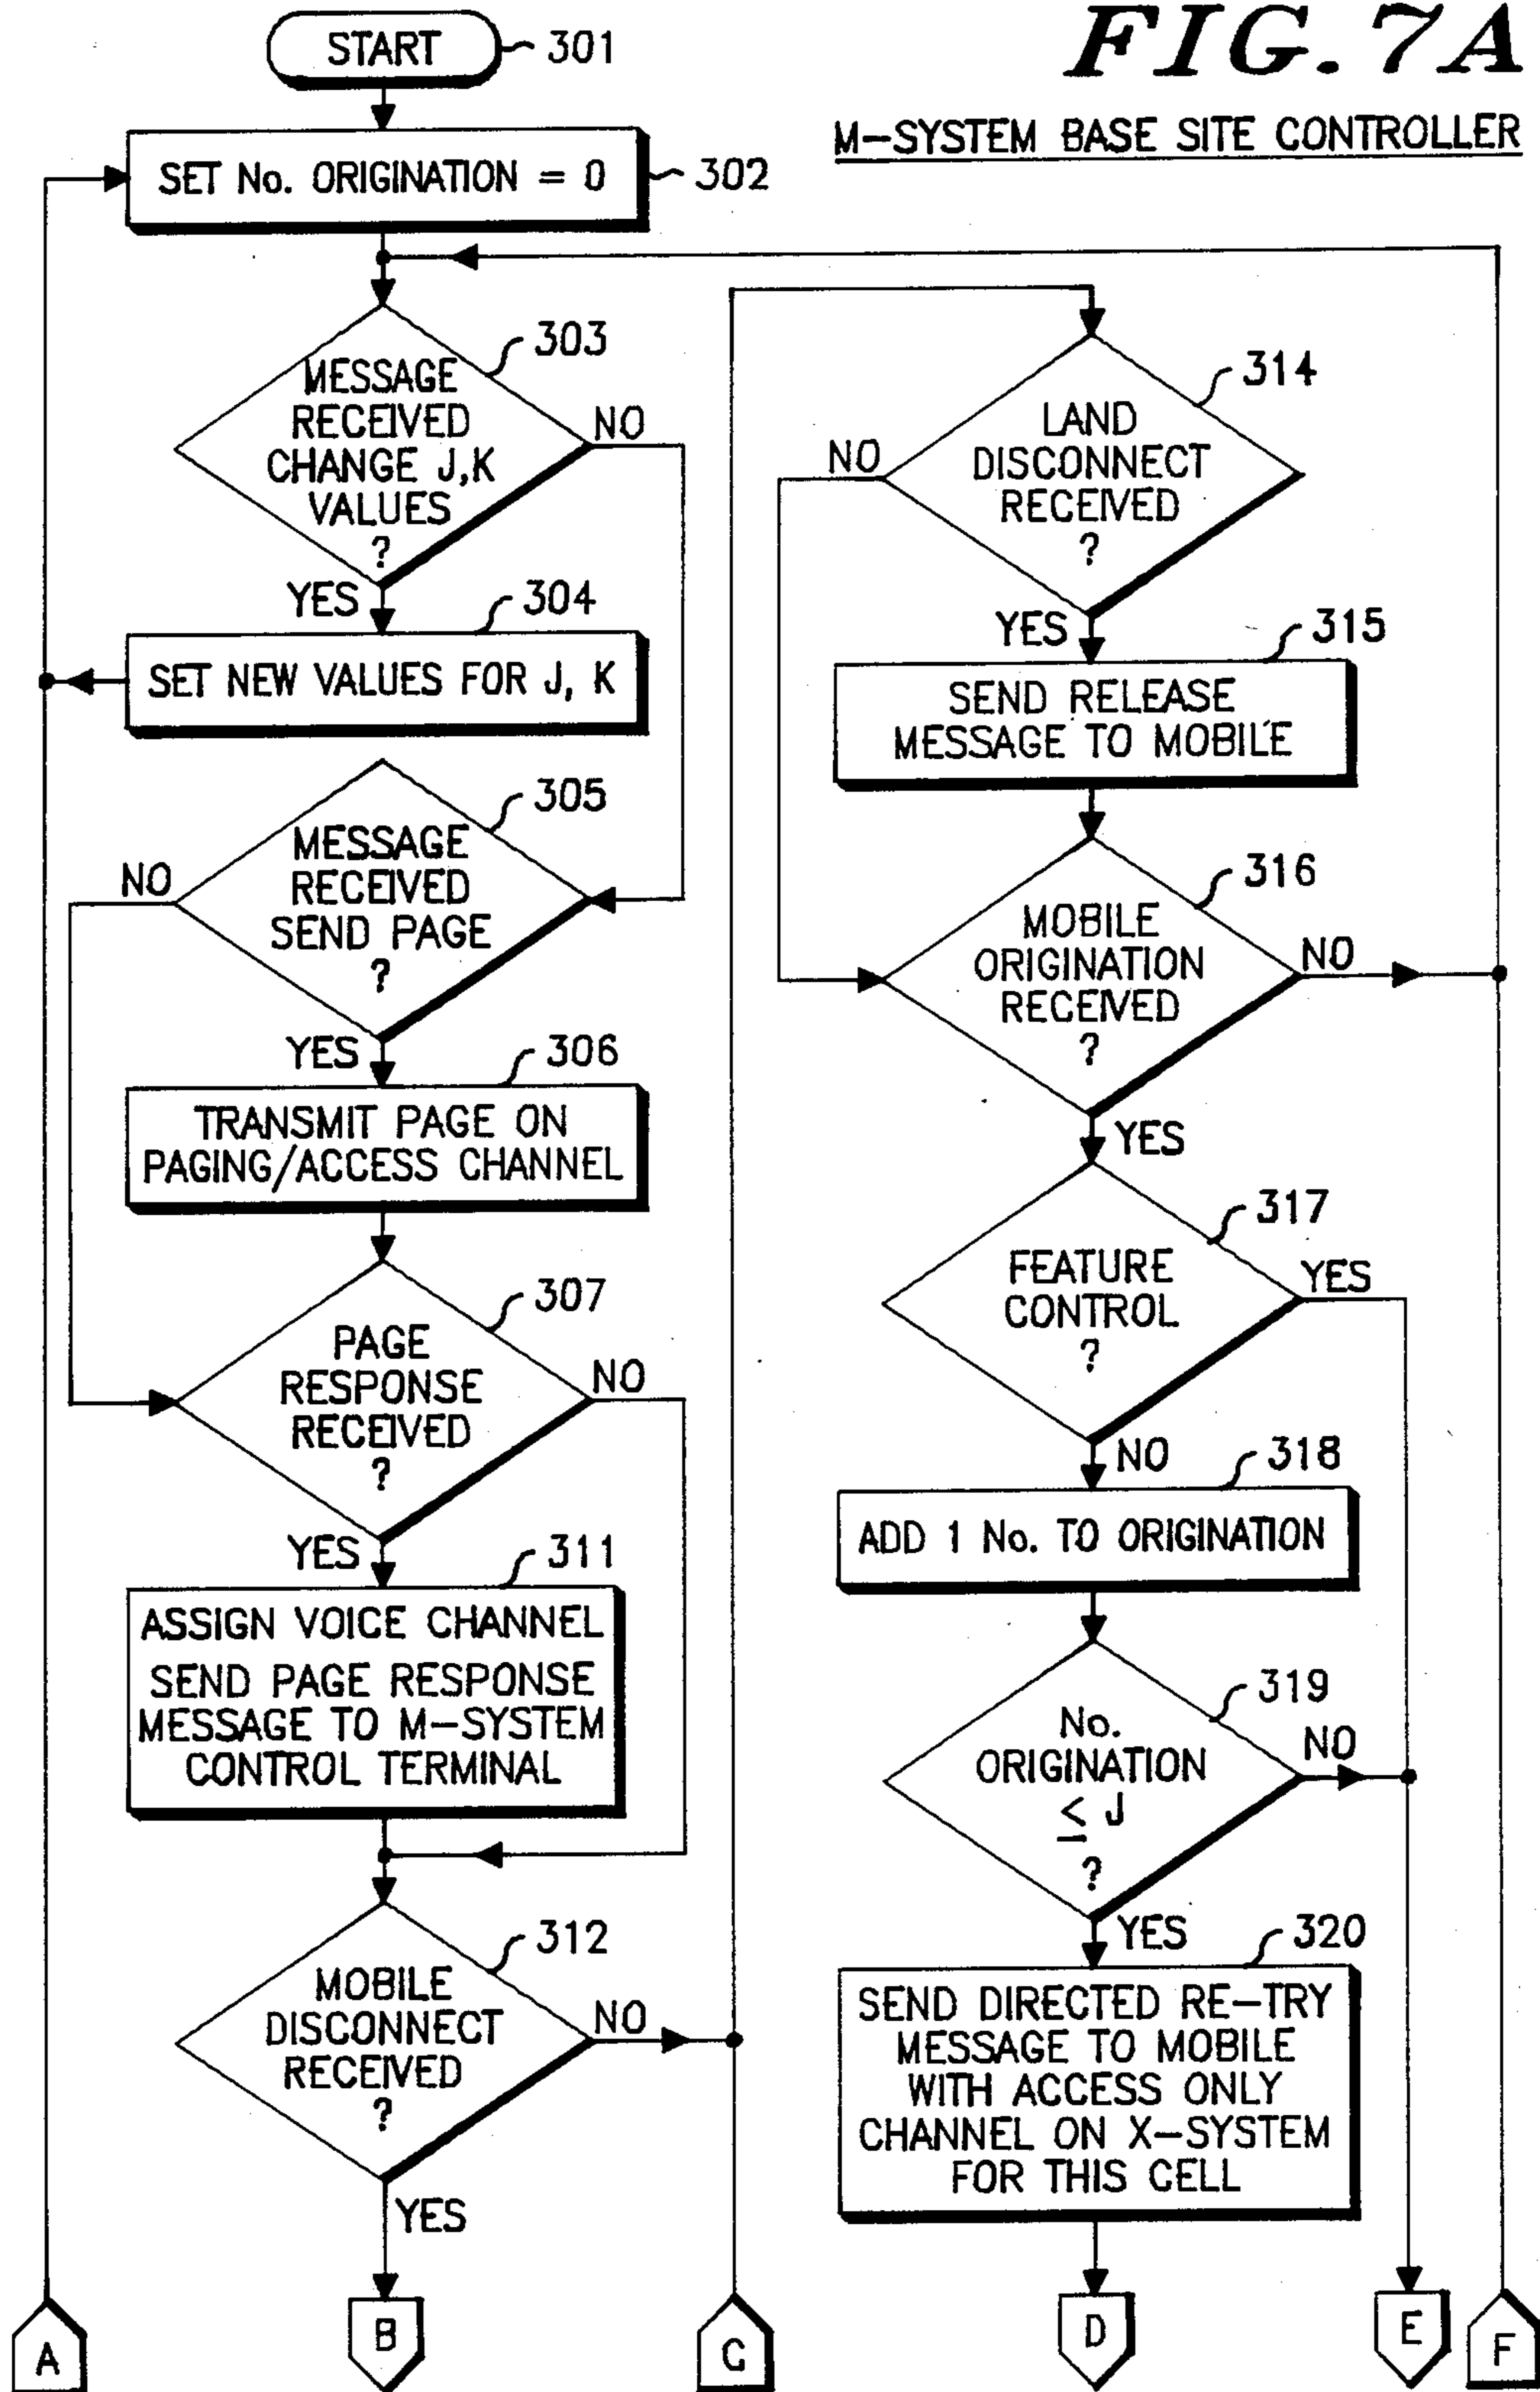 FIG. 7A
M-SYSTEM BASE SITE CONTROLLER
START
301
SET No. ORIGINATION = 0
302
303
MESSAGE
RECEIVED
CHANGE J,K
VALUES
?
NO
YES
304
SET NEW VALUES FOR J, K
305
MESSAGE
RECEIVED
SEND PAGE
?
NO
YES
306
TRANSMIT PAGE ON
PAGING/ACCESS CHANNEL
307
PAGE
RESPONSE
RECEIVED
?
NO
YES
311
ASSIGN VOICE CHANNEL
SEND PAGE RESPONSE
MESSAGE TO M-SYSTEM
CONTROL TERMINAL
312
MOBILE
DISCONNECT
RECEIVED
?
NO
YES
314
LAND
DISCONNECT
RECEIVED
?
NO
YES
315
SEND RELEASE
MESSAGE TO MOBILE
316
MOBILE
ORIGINATION
RECEIVED
?
NO
YES
317
FEATURE
CONTROL
?
YES
NO
318
ADD 1 No. TO ORIGINATION
319
No.
ORIGINATION
≤ J
?
NO
YES
320
SEND DIRECTED RE-TRY
MESSAGE TO MOBILE
WITH ACCESS ONLY
CHANNEL ON X-SYSTEM
FOR THIS CELL
A
B
C
D
E
F